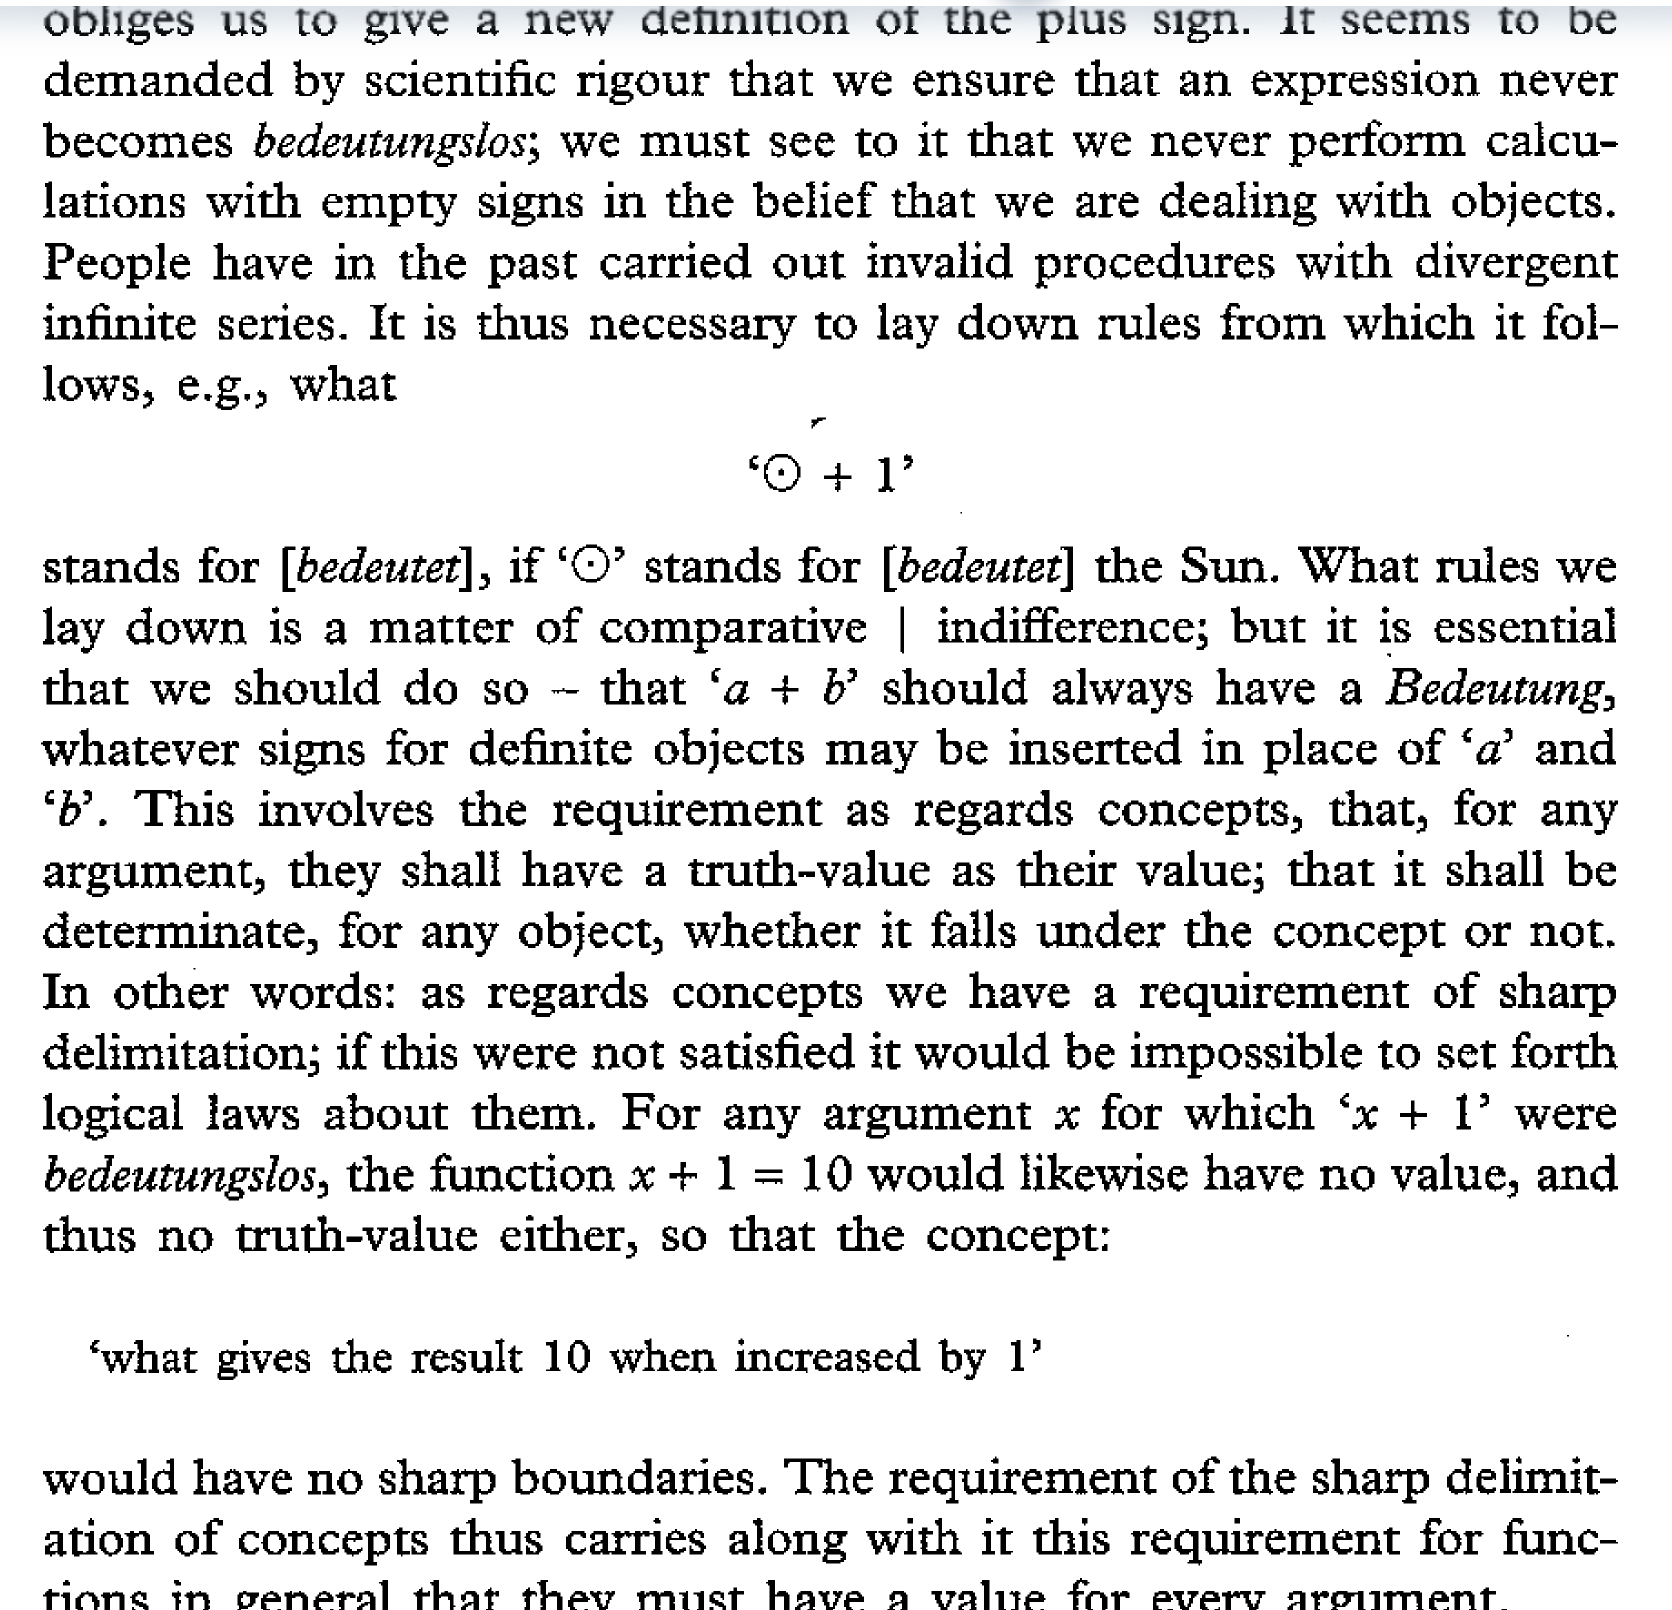 obliges us to give a new definition of the plus sign. It seems to be
demanded by scientific rigour that we ensure that an expression never
becomes bedeutungslos; we must see to it that we never perform calcu-
lations with empty signs in the belief that we are dealing with objects.
People have in the past carried out invalid procedures with divergent
infinite series. It is thus necessary to lay down rules from which it fol-
lows, e.g., what
‘⊙ + 1’
stands for [bedeutet], if ‘⊙’ stands for [bedeutet] the Sun. What rules we
lay down is a matter of comparative | indifference; but it is essential
that we should do so – that ‘a + b’ should always have a Bedeutung,
whatever signs for definite objects may be inserted in place of ‘a’ and
‘b’. This involves the requirement as regards concepts, that, for any
argument, they shall have a truth-value as their value; that it shall be
determinate, for any object, whether it falls under the concept or not.
In other words: as regards concepts we have a requirement of sharp
delimitation; if this were not satisfied it would be impossible to set forth
logical laws about them. For any argument x for which ‘x + 1’ were
bedeutungslos, the function x + 1 = 10 would likewise have no value, and
thus no truth-value either, so that the concept:
‘what gives the result 10 when increased by 1’
would have no sharp boundaries. The requirement of the sharp delimit-
ation of concepts thus carries along with it this requirement for func-
tions in general that they must have a value for every argument.